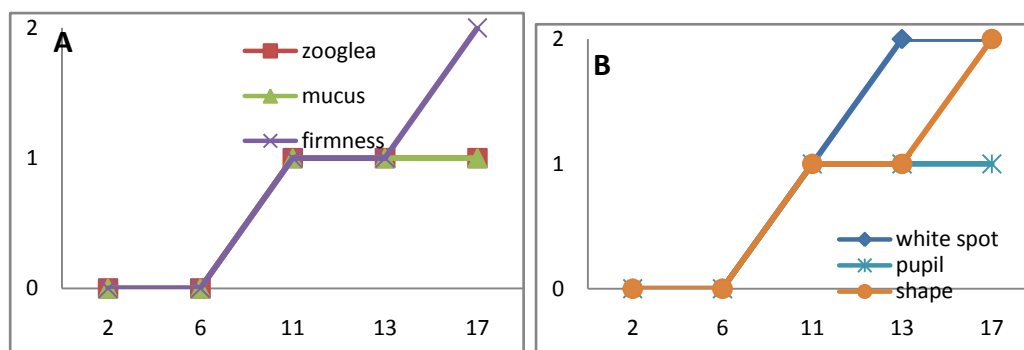 2
A
zooglea
mucus
firmness
1
0
2 6 11 13 17
2
B
1
white spot
pupil
shape
0
2 6 11 13 17